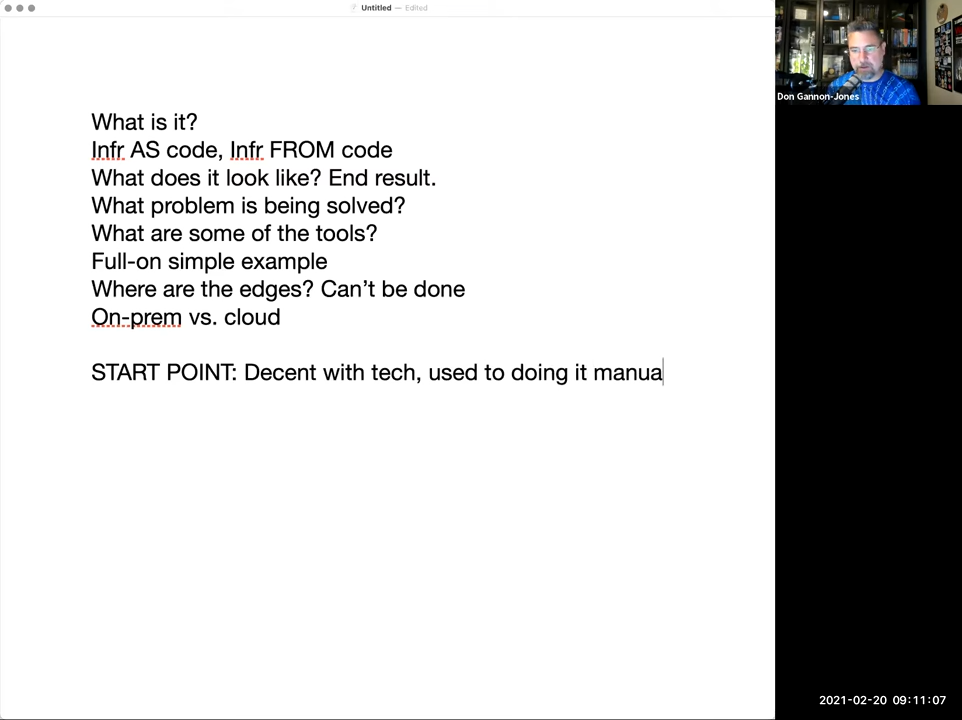 Untitled — Edited
What is it?
Infr AS code, Infr FROM code
What does it look like? End result.
What problem is being solved?
What are some of the tools?
Full-on simple example
Where are the edges? Can’t be done
On-prem vs. cloud
START POINT: Decent with tech, used to doing it manua
Don Gannon-Jones
2021-02-20 09:11:07